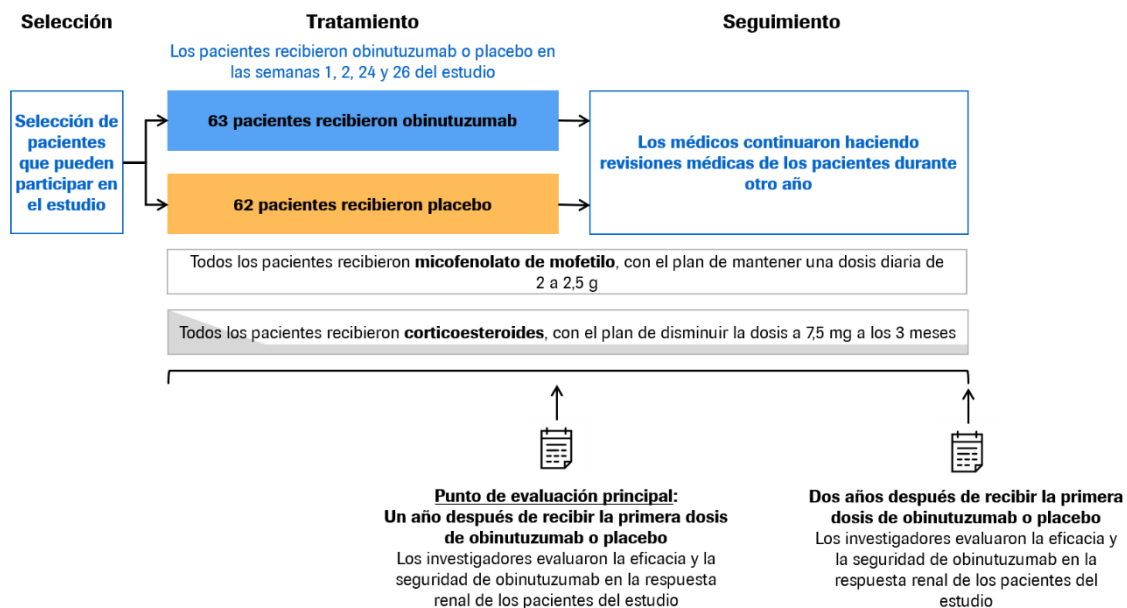 Selección
Tratamiento
Seguimiento
Los pacientes recibieron obinutuzumab o placebo en
las semanas 1, 2, 24 y 26 del estudio
Selección de
pacientes
que pueden
participar en
el estudio
63 pacientes recibieron obinutuzumab
62 pacientes recibieron placebo
Los médicos continuaron haciendo
revisiones médicas de los pacientes durante
otro año
Todos los pacientes recibieron micofenolato de mofetilo, con el plan de mantener una dosis diaria de
2 a 2,5 g
Todos los pacientes recibieron corticoesteroides, con el plan de disminuir la dosis a 7,5 mg a los 3 meses
Punto de evaluación principal:
Un año después de recibir la primera dosis
de obinutuzumab o placebo
Los investigadores evaluaron la eficacia y la
seguridad de obinutuzumab en la respuesta
renal de los pacientes del estudio
Dos años después de recibir la primera
dosis de obinutuzumab o placebo
Los investigadores evaluaron la eficacia y
la seguridad de obinutuzumab en la
respuesta renal de los pacientes del
estudio